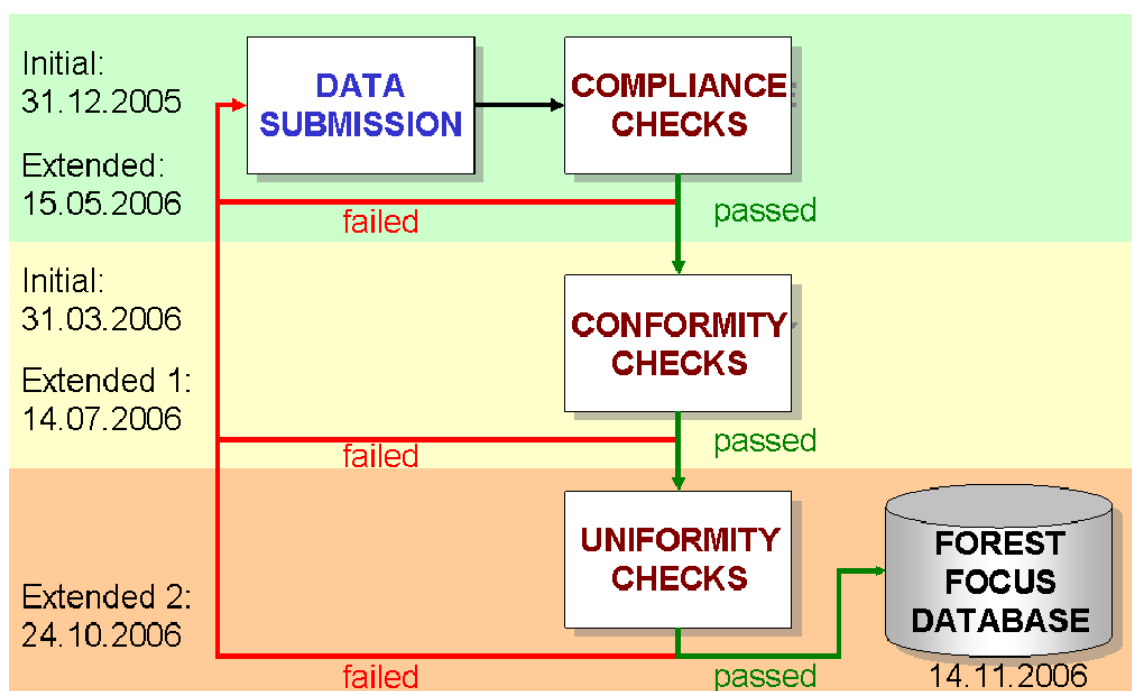 Initial:
31.12.2005
Extended:
15.05.2006
DATA
SUBMISSION
COMPLIANCE
CHECKS
failed
passed
Initial:
31.03.2006
Extended 1:
14.07.2006
CONFORMITY
CHECKS
failed
passed
Extended 2:
24.10.2006
UNIFORMITY
CHECKS
FOREST
FOCUS
DATABASE
failed
passed
14.11.2006